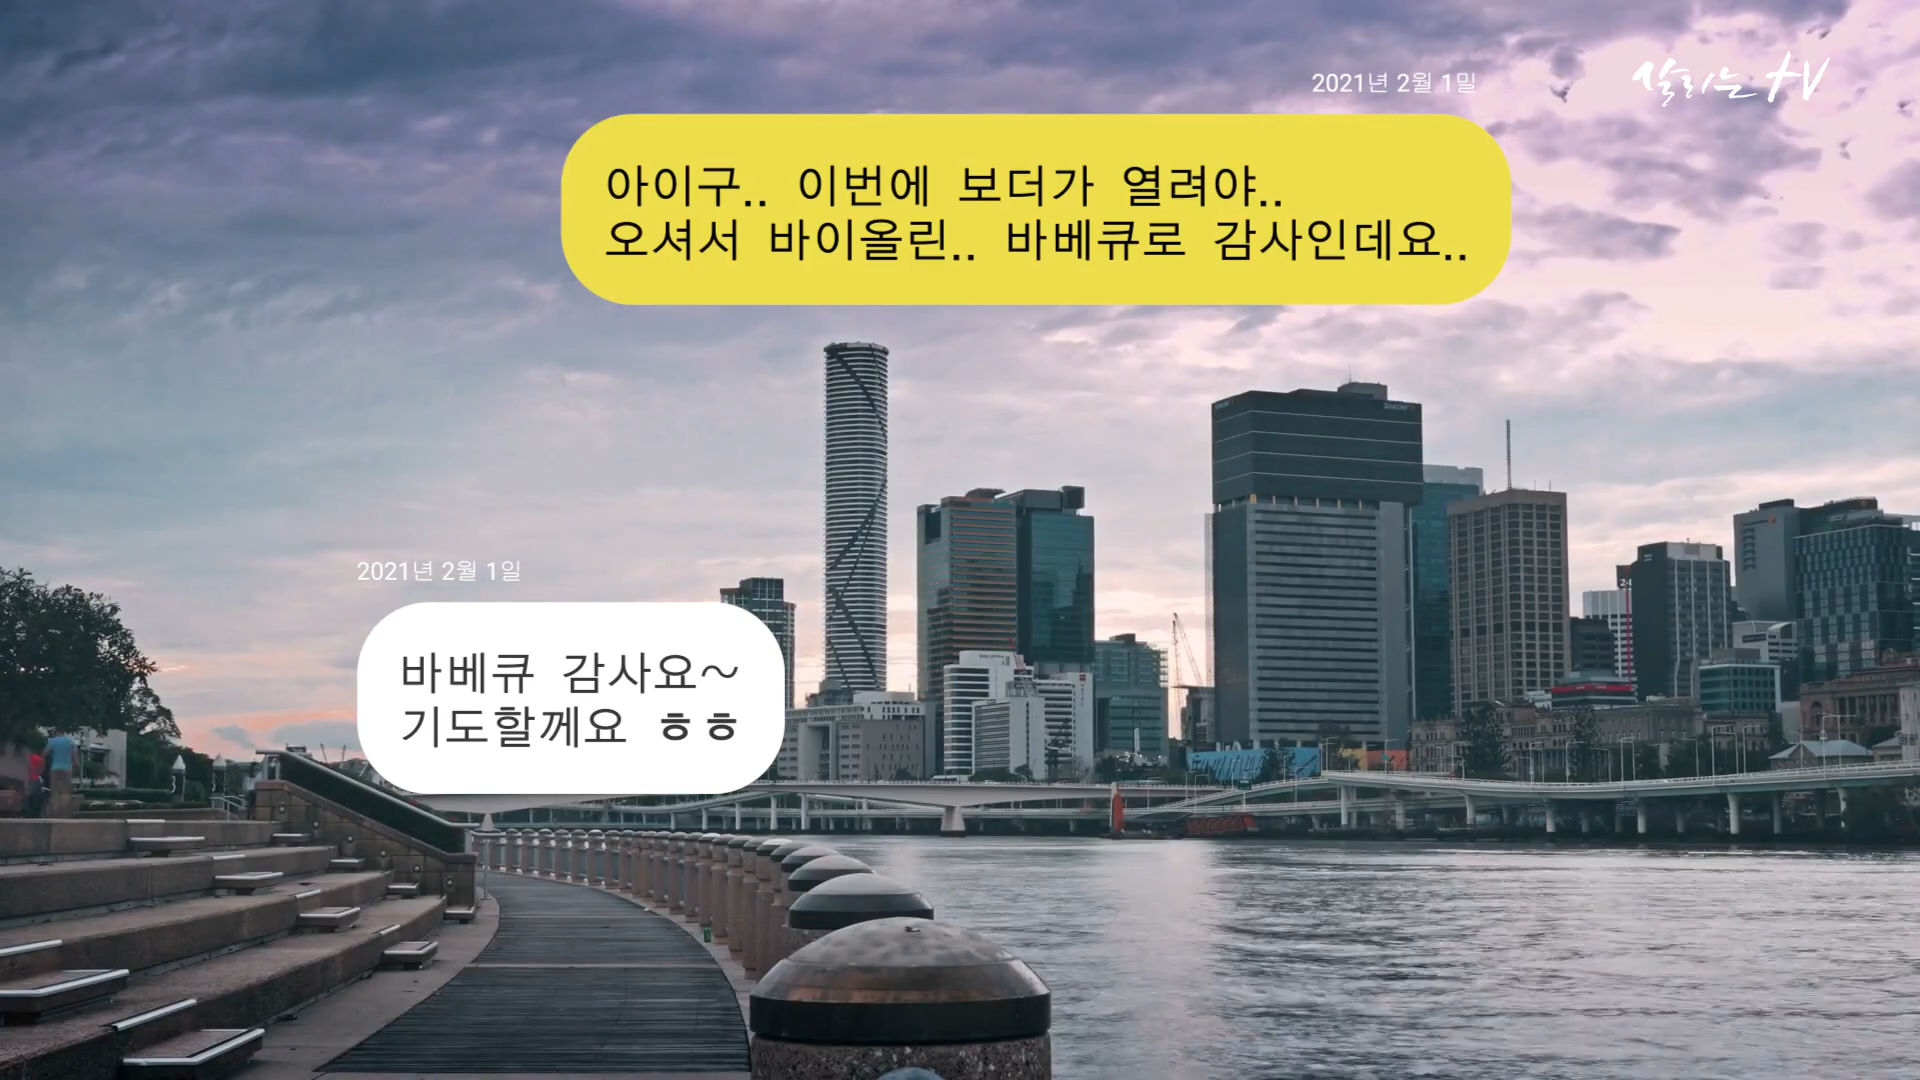 2021년 2월 1일
잘리는 TV
아이구.. 이번에 보더가 열려야..
오셔서 바이올린.. 바베큐로 감사인데요..
2021년 2월 1일
바베큐 감사요~
기도할께요 ㅎㅎ